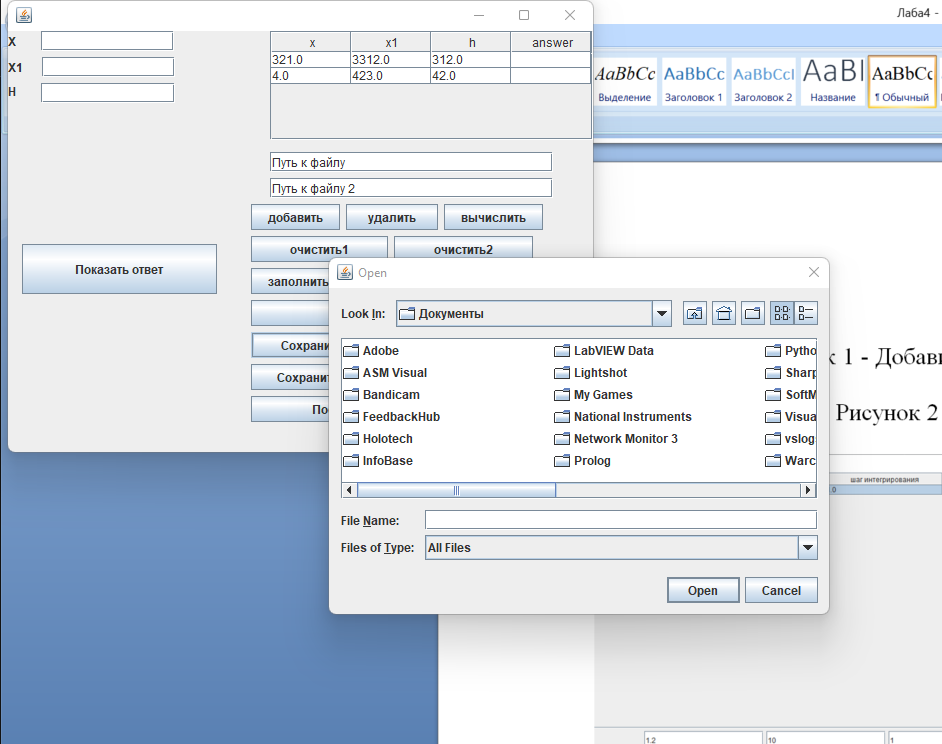 Лаба4 -
X
X1
H
x x1 h answer
321.0 3312.0 312.0
4.0 423.0 42.0
Путь к файлу
Путь к файлу 2
добавить удалить вычислить
очистить1 очистить2
Показать ответ
заполнить
Сохрани
Сохранит
По
AaBbCc AaBbCc AaBbCcI AaBl AaBbCc
Выделение Заголовок 1 Заголовок 2 Название ¶ Обычный
Open
Look In: Документы
Adobe LabVIEW Data Pytho
ASM Visual Lightshot Sharp
Bandicam My Games SoftM
FeedbackHub National Instruments Visua
Holotech Network Monitor 3 vslog
InfoBase Prolog Warc
File Name:
Files of Type: All Files
Open Cancel
к 1 - Добави
Рисунок 2
шаг интегрирования
.0
1.2 10 1